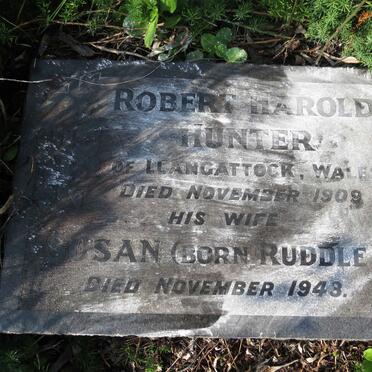 ROBERT HAROLD
HUNTER,
OF LLANGATTOCK, WALES
DIED NOVEMBER 1909
HIS WIFE
SUSAN (BORN RUDDLE
DIED NOVEMBER 1943.